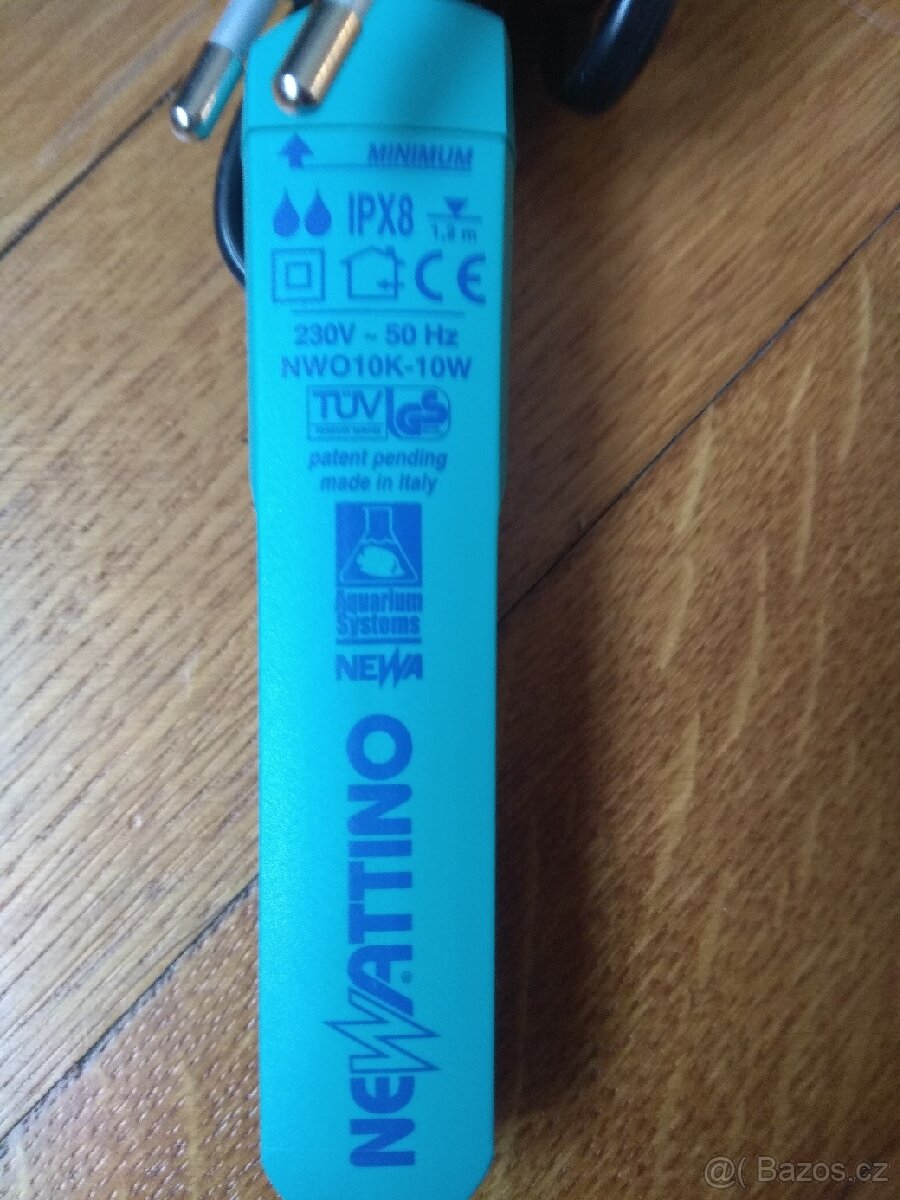 MINIMUM
IPX8
1,2 m
CE
230V ~ 50 Hz
NWO10K-10W
TÜV GS
patent pending
made in Italy
Aquarium
Systems
NEWA
NEWATTINO®
@( Bazos.cz